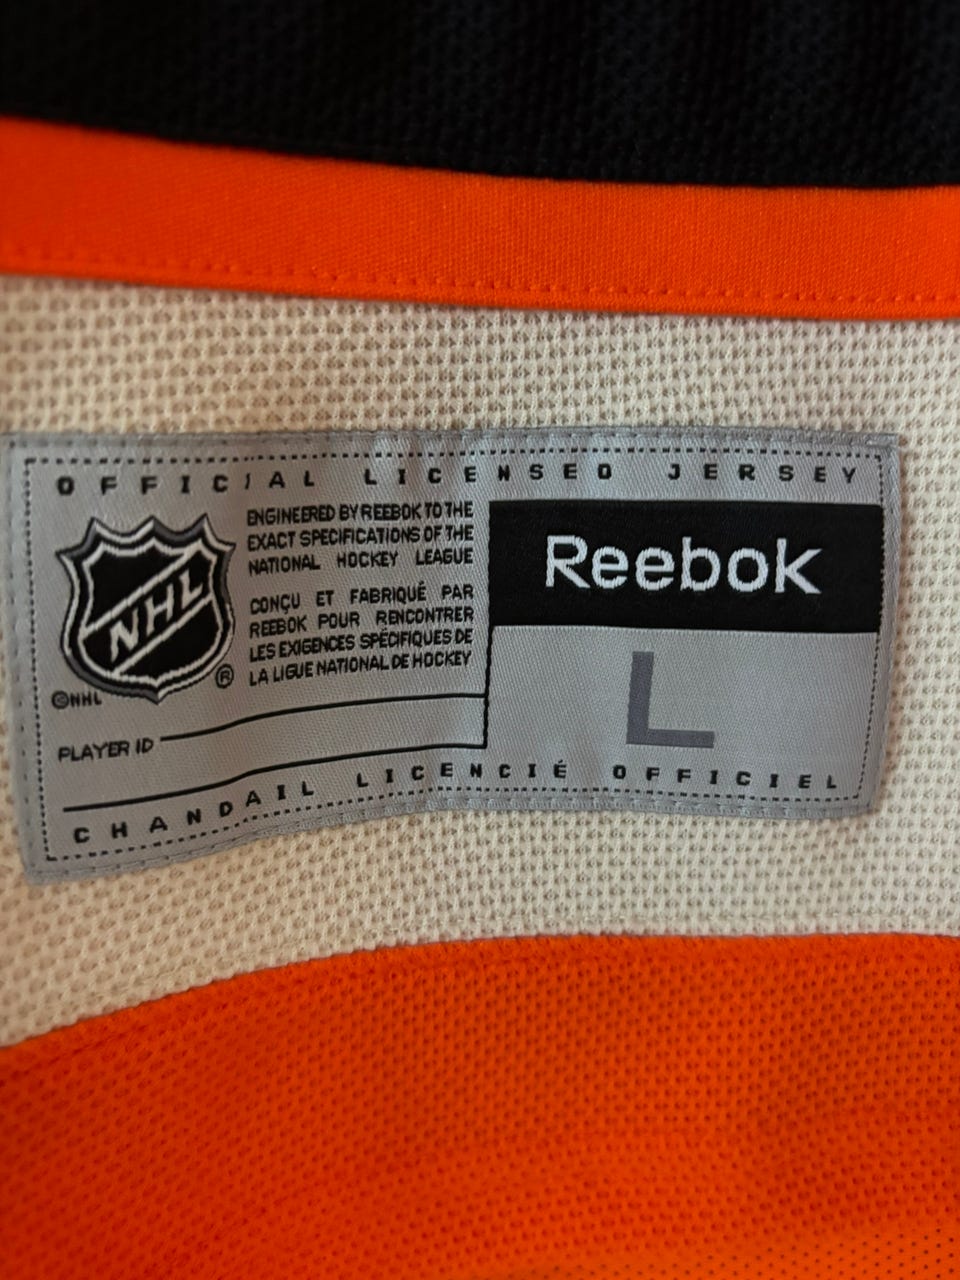 OFFICIAL LICENSED JERSEY
NHL
®
©NHL
ENGINEERED BY REEBOK TO THE
EXACT SPECIFICATIONS OF THE
NATIONAL HOCKEY LEAGUE
CONÇU ET FABRIQUÉ PAR
REEBOK POUR RENCONTRER
LES EXIGENCES SPÉCIFIQUES DE
LA LIGUE NATIONAL DE HOCKEY
Reebok
L
PLAYER ID
CHANDAIL LICENCIÉ OFFICIEL